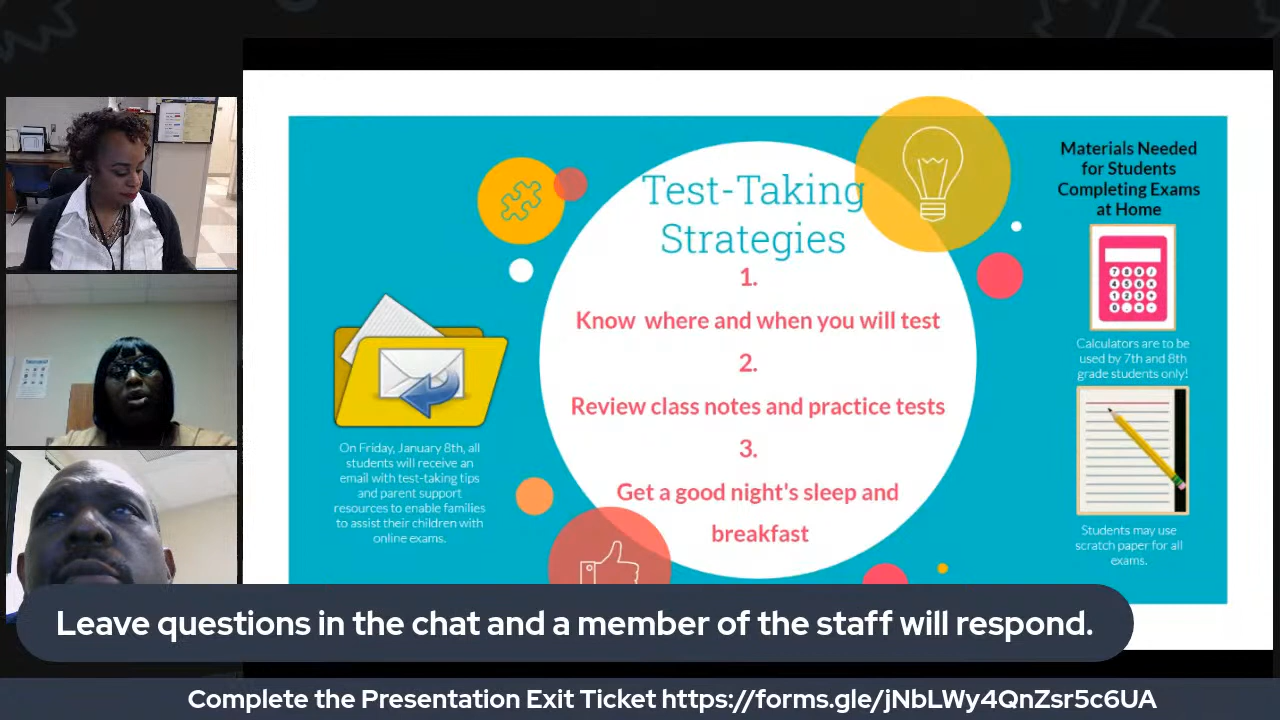 Test-Taking
Strategies
1.
Know where and when you will test
2.
Review class notes and practice tests
3.
Get a good night's sleep and
breakfast
On Friday, January 8th, all
students will receive an
email with test-taking tips
and parent support
resources to enable families
to assist their children with
online exams.
Materials Needed
for Students
Completing Exams
at Home
Calculators are to be
used by 7th and 8th
grade students only!
Students may use
scratch paper for all
exams.
Leave questions in the chat and a member of the staff will respond.
Complete the Presentation Exit Ticket https://forms.gle/jNbLWy4QnZsr5c6UA